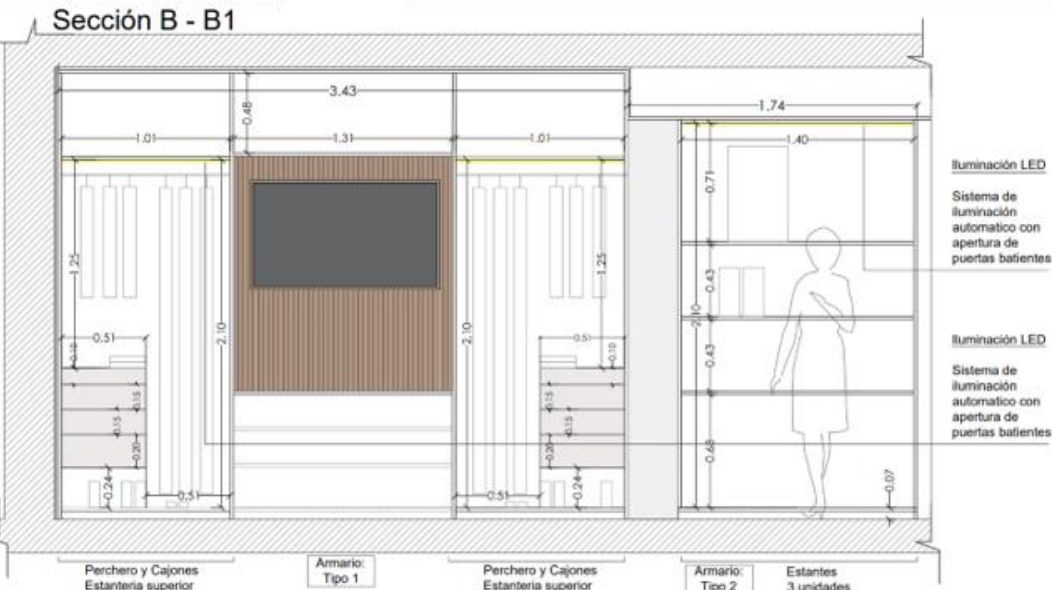 Sección B - B1
3.43
0.48
1.74
1.01
1.31
1.01
1.40
0.71
Iluminación LED
Sistema de
iluminación
automatico con
apertura de
puertas batientes
1.25
1.25
0.43
2.10
2.10
2.10
0.51
0.51
0.43
Iluminación LED
Sistema de
iluminación
automatico con
apertura de
puertas batientes
0.10
0.10
0.15
0.15
0.15
0.15
0.20
0.20
0.68
0.24
0.24
0.51
0.51
0.07
Perchero y Cajones
Estanteria superior
Armario:
Tipo 1
Perchero y Cajones
Estanteria superior
Armario:
Tipo 2
Estantes
3 unidades